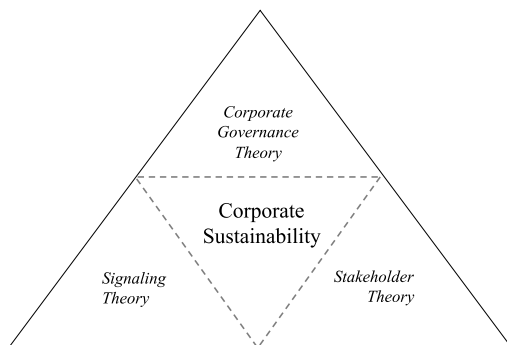 Corporate
Governance
Theory
Corporate
Sustainability
Signaling
Theory
Stakeholder
Theory